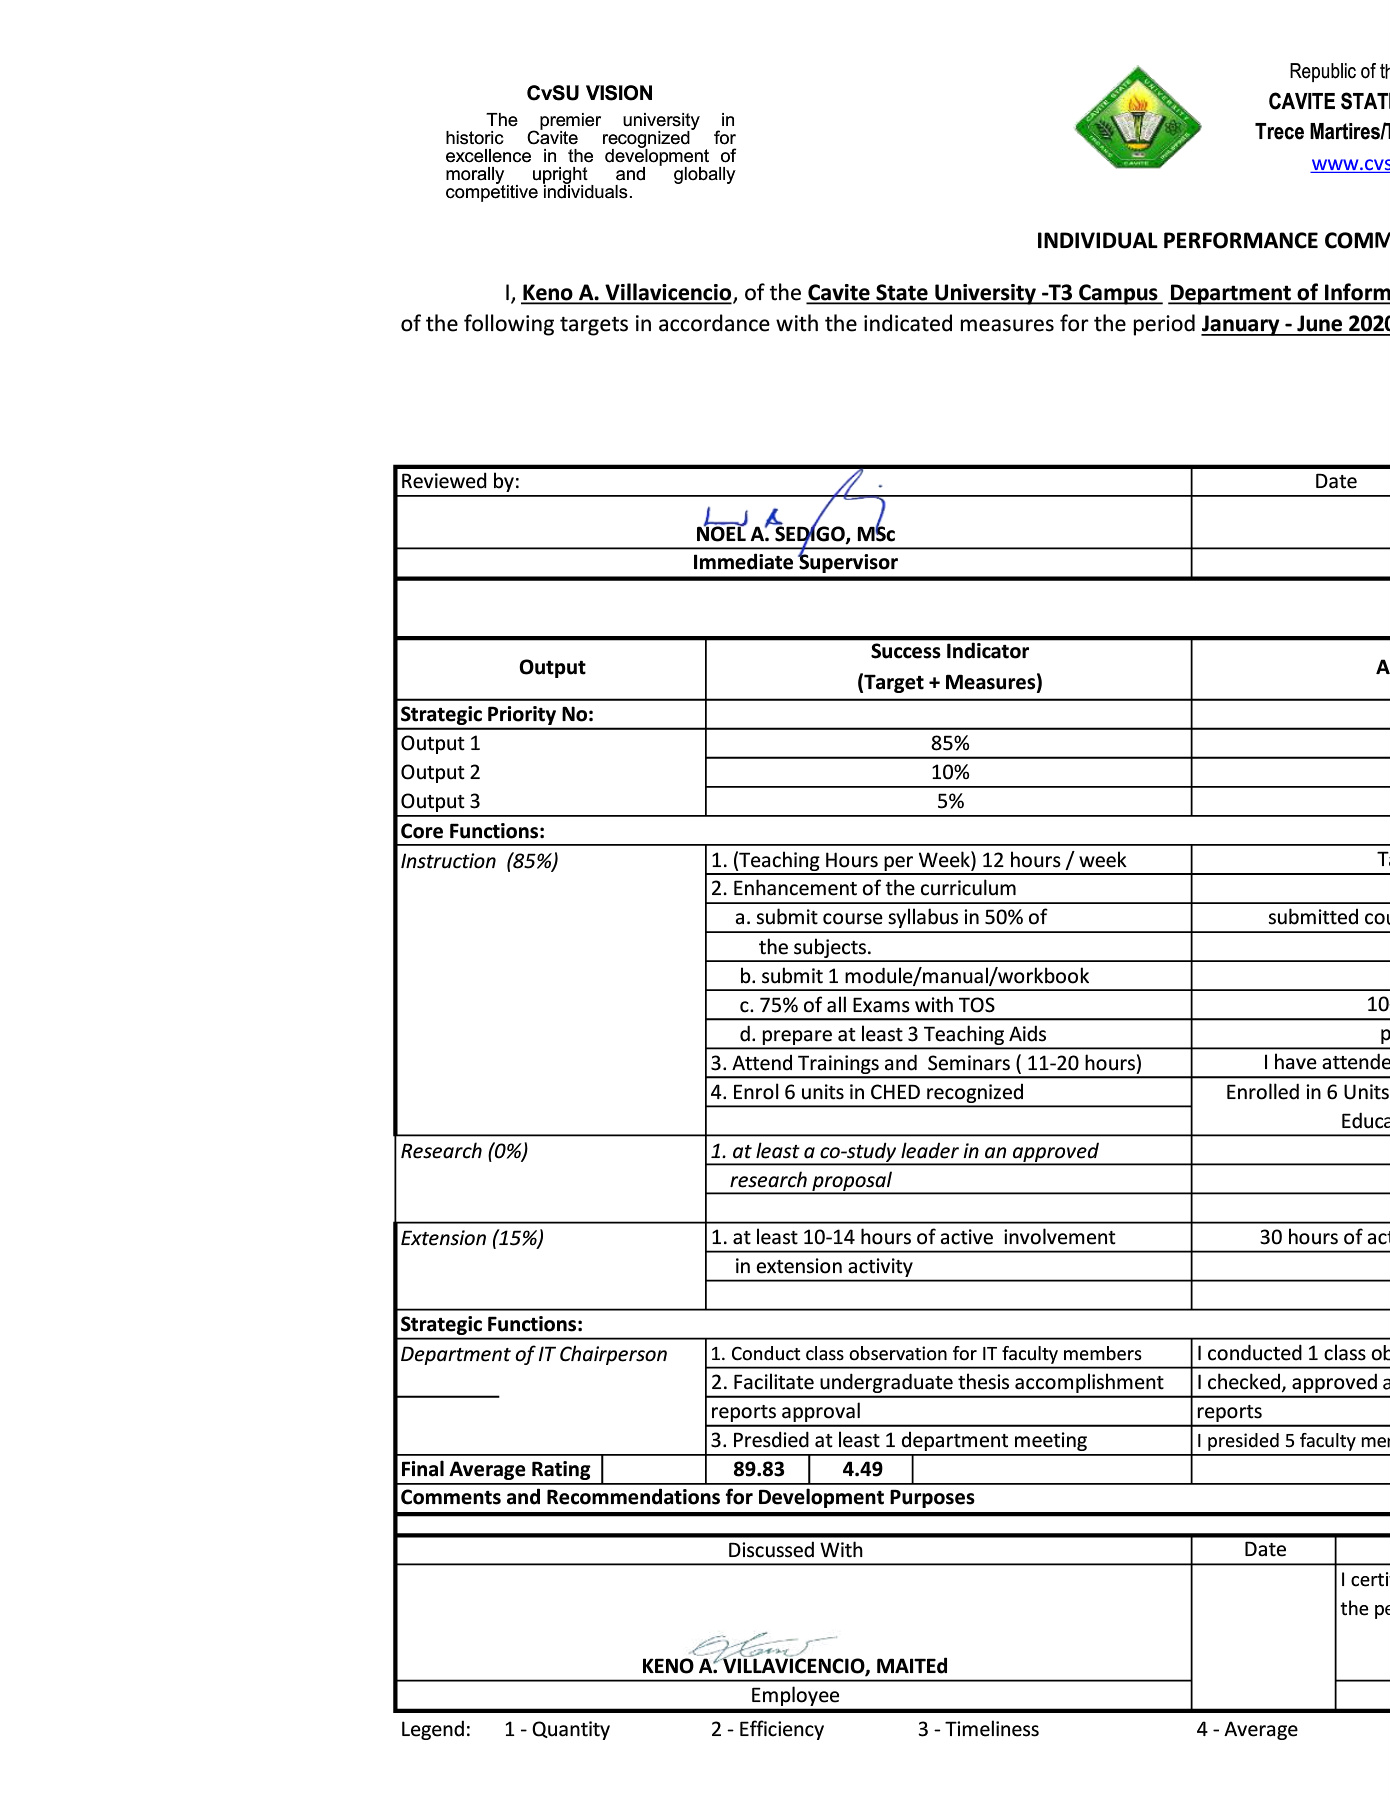 CvSU VISION
The premier university in
historic Cavite recognized for
excellence in the development of
morally upright and globally
competitive individuals.
Republic of th
CAVITE STATE
Trece Martires/T
www.cvs
INDIVIDUAL PERFORMANCE COMM
I, Keno A. Villavicencio, of the Cavite State University -T3 Campus Department of Inform
of the following targets in accordance with the indicated measures for the period January - June 2020
Reviewed by: Date
NOEL A. SEDIGO, MSc
Immediate Supervisor
Output Success Indicator A
(Target + Measures)
Strategic Priority No:
Output 1 85%
Output 2 10%
Output 3 5%
Core Functions:
Instruction (85%) 1. (Teaching Hours per Week) 12 hours / week Ta
2. Enhancement of the curriculum
a. submit course syllabus in 50% of submitted cou
the subjects.
b. submit 1 module/manual/workbook
c. 75% of all Exams with TOS 10
d. prepare at least 3 Teaching Aids p
3. Attend Trainings and Seminars ( 11-20 hours) I have attende
4. Enrol 6 units in CHED recognized Enrolled in 6 Units
Educa
Research (0%) 1. at least a co-study leader in an approved
research proposal
Extension (15%) 1. at least 10-14 hours of active involvement 30 hours of act
in extension activity
Strategic Functions:
Department of IT Chairperson 1. Conduct class observation for IT faculty members I conducted 1 class ob
2. Facilitate undergraduate thesis accomplishment I checked, approved a
reports approval reports
3. Presdied at least 1 department meeting I presided 5 faculty mee
Final Average Rating 89.83 4.49
Comments and Recommendations for Development Purposes
Discussed With Date
I certi
the pe
KENO A. VILLAVICENCIO, MAITEd
Employee
Legend: 1 - Quantity 2 - Efficiency 3 - Timeliness 4 - Average